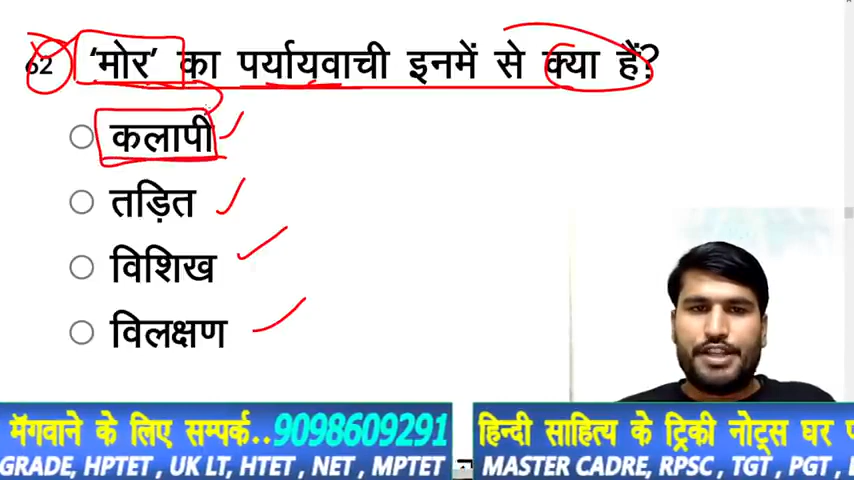 62 'मोर' का पर्यायवाची इनमें से क्या हैं?
कलापी
तड़ित
विशिख
विलक्षण
मॅगवाने के लिए सम्पर्क..9098609291
हिन्दी साहित्य के ट्रिकी नोट्स घर
GRADE, HPTET , UK LT, HTET , NET , MPTET
MASTER CADRE, RPSC , TGT , PGT ,